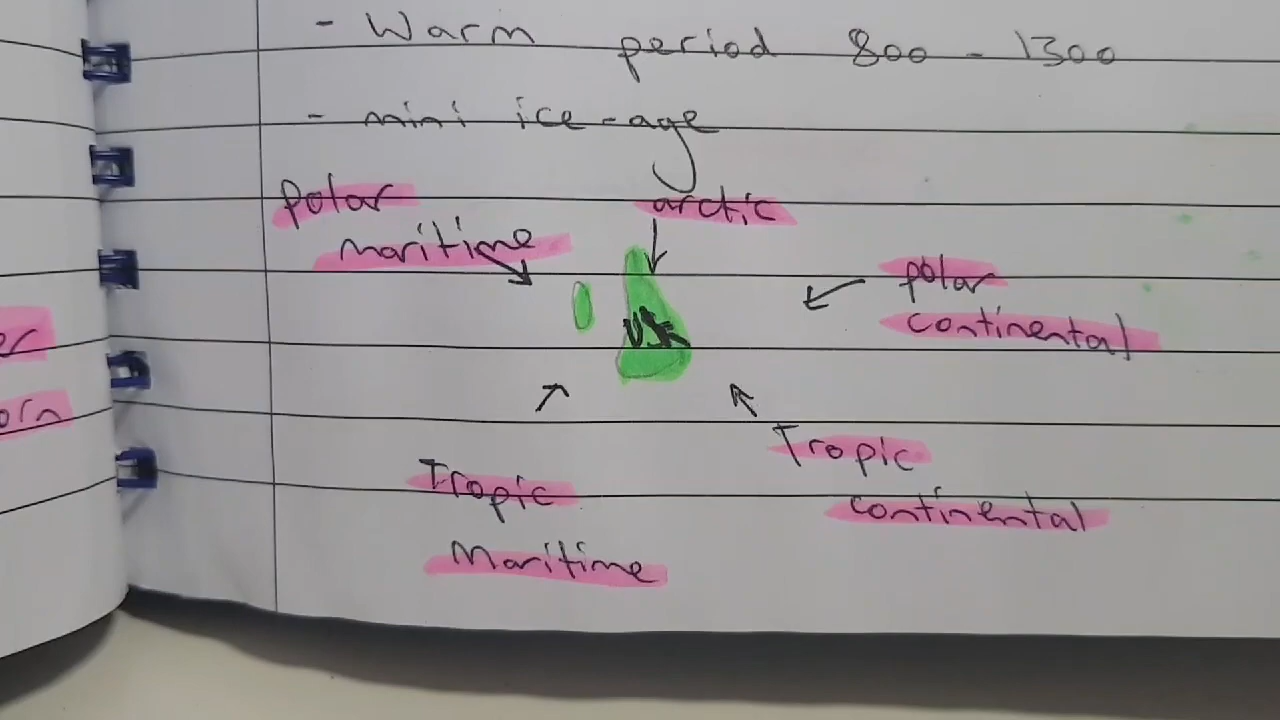 - Warm period 800 - 1300
- mini ice-age
polar
maritime
arctic
polar
continental
UK
Tropic
continental
Tropic
Maritime